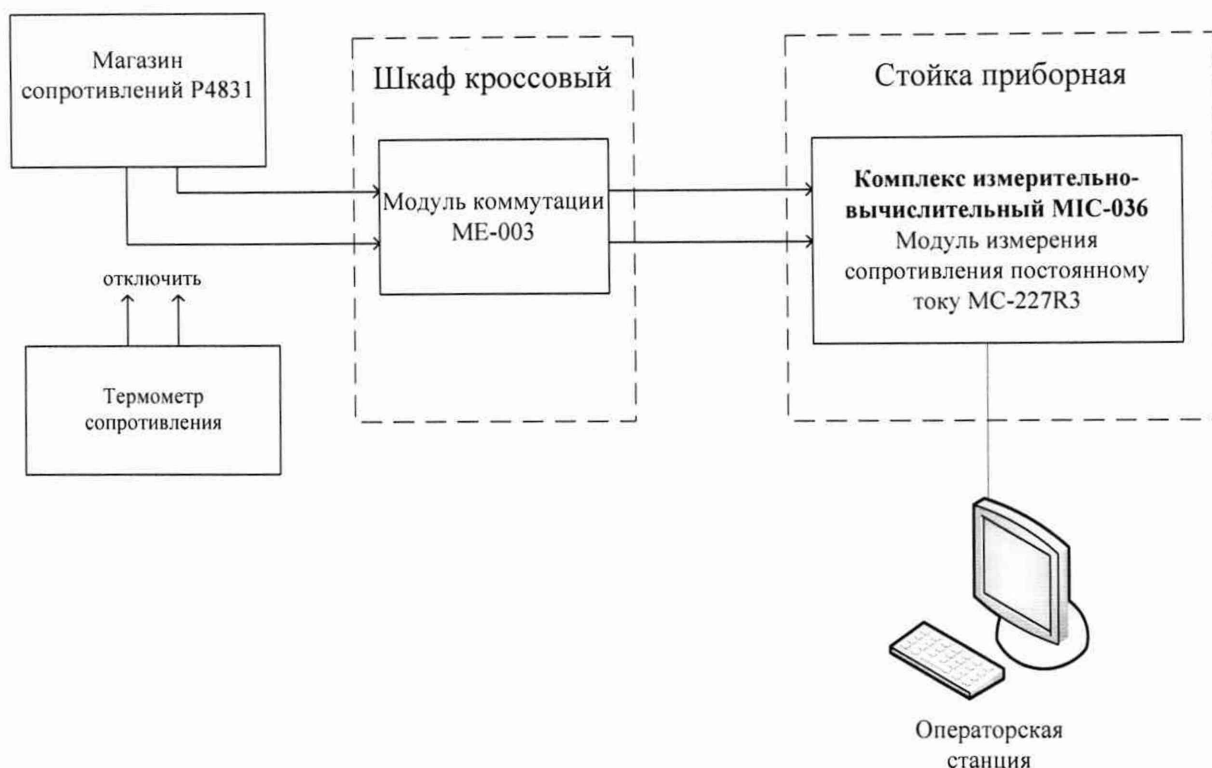 Магазин
сопротивлений Р4831
Шкаф кроссовый
Стойка приборная
Модуль коммутации
МЕ-003
Комплекс измерительно-
вычислительный MIC-036
Модуль измерения
сопротивления постоянному
току МС-227R3
отключить
Термометр
сопротивления
Операторская
станция